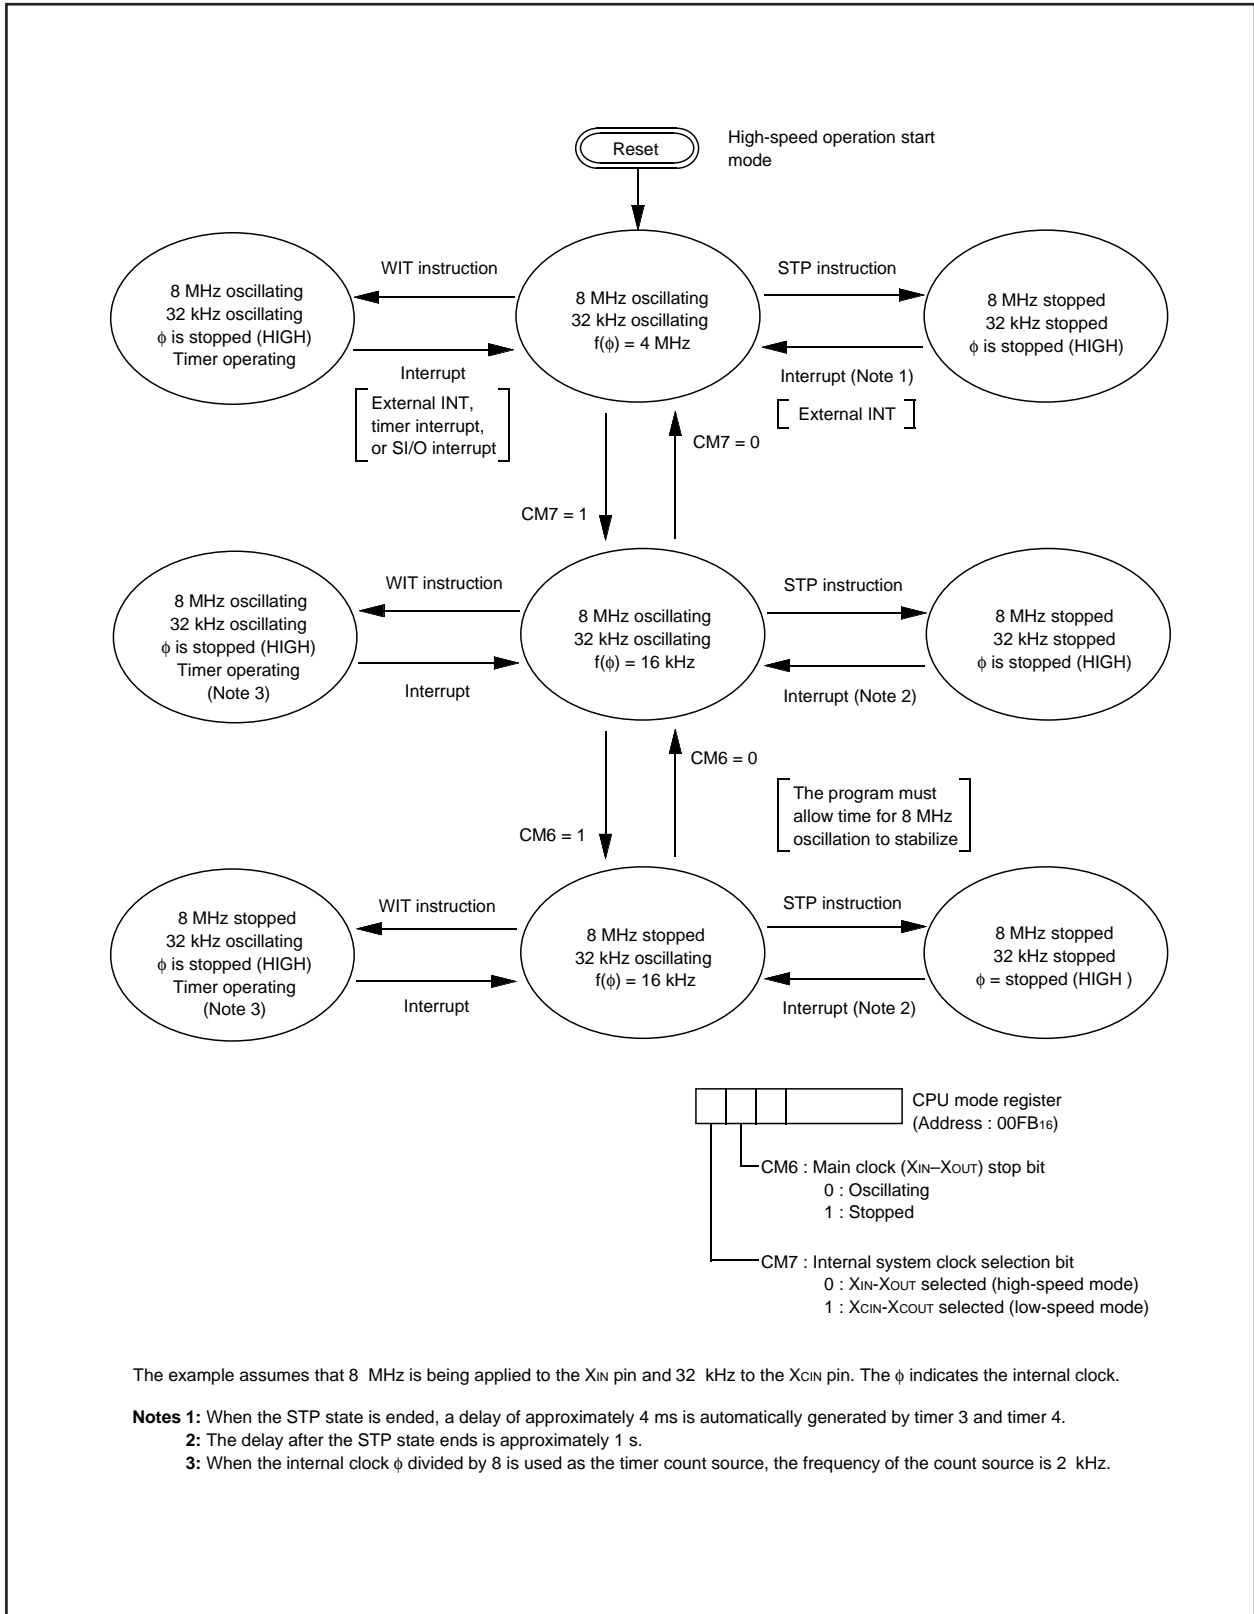 Reset
High-speed operation start
mode
8 MHz oscillating
32 kHz oscillating
φ is stopped (HIGH)
Timer operating
WIT instruction
Interrupt
External INT,
timer interrupt,
or SI/O interrupt
8 MHz oscillating
32 kHz oscillating
f(φ) = 4 MHz
STP instruction
Interrupt (Note 1)
External INT
8 MHz stopped
32 kHz stopped
φ is stopped (HIGH)
CM7 = 0
CM7 = 1
8 MHz oscillating
32 kHz oscillating
φ is stopped (HIGH)
Timer operating
(Note 3)
WIT instruction
Interrupt
8 MHz oscillating
32 kHz oscillating
f(φ) = 16 kHz
STP instruction
Interrupt (Note 2)
8 MHz stopped
32 kHz stopped
φ is stopped (HIGH)
CM6 = 0
CM6 = 1
The program must
allow time for 8 MHz
oscillation to stabilize
8 MHz stopped
32 kHz oscillating
φ is stopped (HIGH)
Timer operating
(Note 3)
WIT instruction
Interrupt
8 MHz stopped
32 kHz oscillating
f(φ) = 16 kHz
STP instruction
Interrupt (Note 2)
8 MHz stopped
32 kHz stopped
φ = stopped (HIGH )
CPU mode register
(Address : 00FB16)
CM6 : Main clock (XIN–XOUT) stop bit
0 : Oscillating
1 : Stopped
CM7 : Internal system clock selection bit
0 : XIN-XOUT selected (high-speed mode)
1 : XCIN-XCOUT selected (low-speed mode)
The example assumes that 8 MHz is being applied to the XIN pin and 32 kHz to the XCIN pin. The φ indicates the internal clock.
Notes 1: When the STP state is ended, a delay of approximately 4 ms is automatically generated by timer 3 and timer 4.
2: The delay after the STP state ends is approximately 1 s.
3: When the internal clock φ divided by 8 is used as the timer count source, the frequency of the count source is 2 kHz.